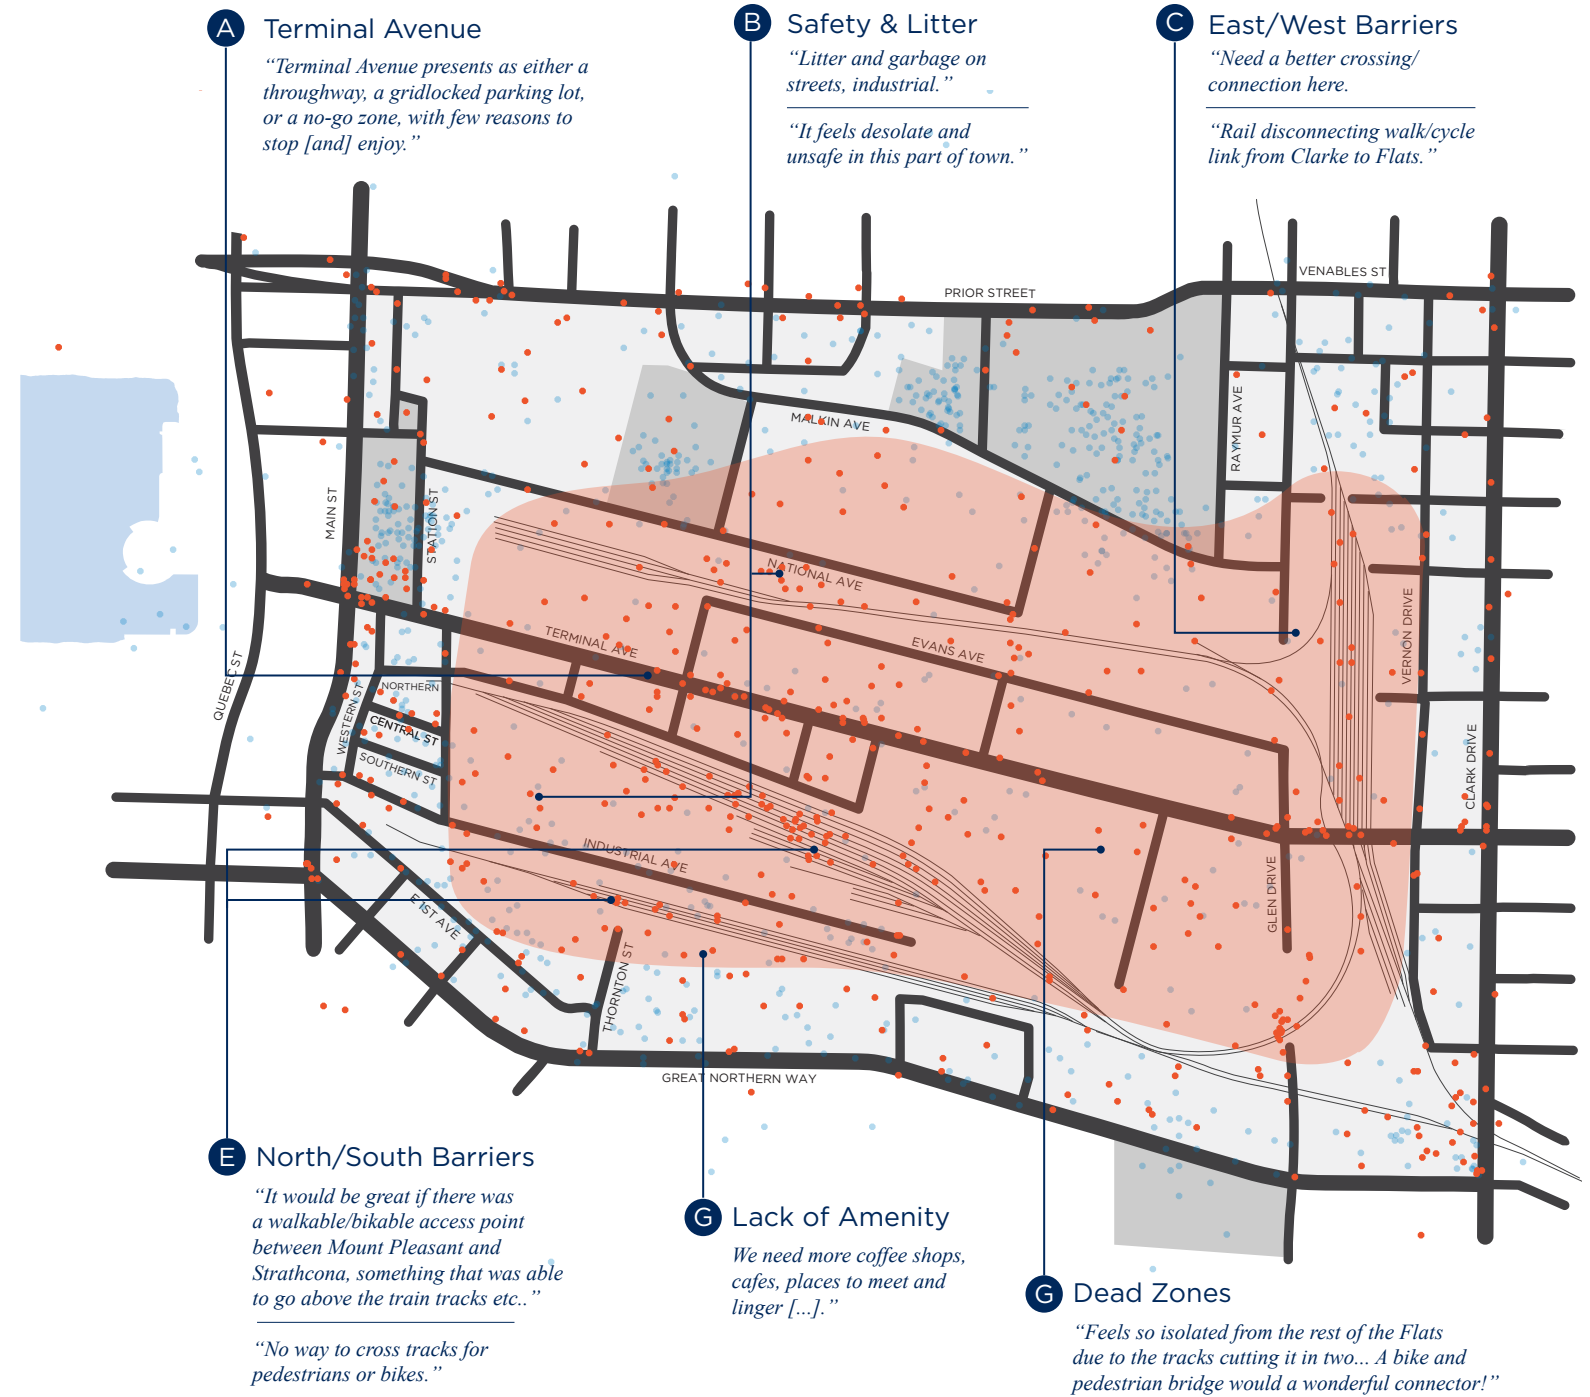 A Terminal Avenue
“Terminal Avenue presents as either a
throughway, a gridlocked parking lot,
or a no-go zone, with few reasons to
stop [and] enjoy.”
B Safety & Litter
“Litter and garbage on
streets, industrial.”
“It feels desolate and
unsafe in this part of town.”
C East/West Barriers
“Need a better crossing/
connection here.
“Rail disconnecting walk/cycle
link from Clarke to Flats.”
VENABLES ST
PRIOR STREET
MALKIN AVE
RAYMUR AVE
MAIN ST
STATION ST
NATIONAL AVE
TERMINAL AVE
EVANS AVE
VERNON DRIVE
QUEBEC ST
WESTERN ST
NORTHERN
CENTRAL ST
SOUTHERN ST
CLARK DRIVE
INDUSTRIAL AVE
GLEN DRIVE
E 1ST AVE
THORNTON ST
GREAT NORTHERN WAY
E North/South Barriers
“It would be great if there was
a walkable/bikable access point
between Mount Pleasant and
Strathcona, something that was able
to go above the train tracks etc..”
“No way to cross tracks for
pedestrians or bikes.”
G Lack of Amenity
We need more coffee shops,
cafes, places to meet and
linger [...].”
G Dead Zones
“Feels so isolated from the rest of the Flats
due to the tracks cutting it in two... A bike and
pedestrian bridge would a wonderful connector!”